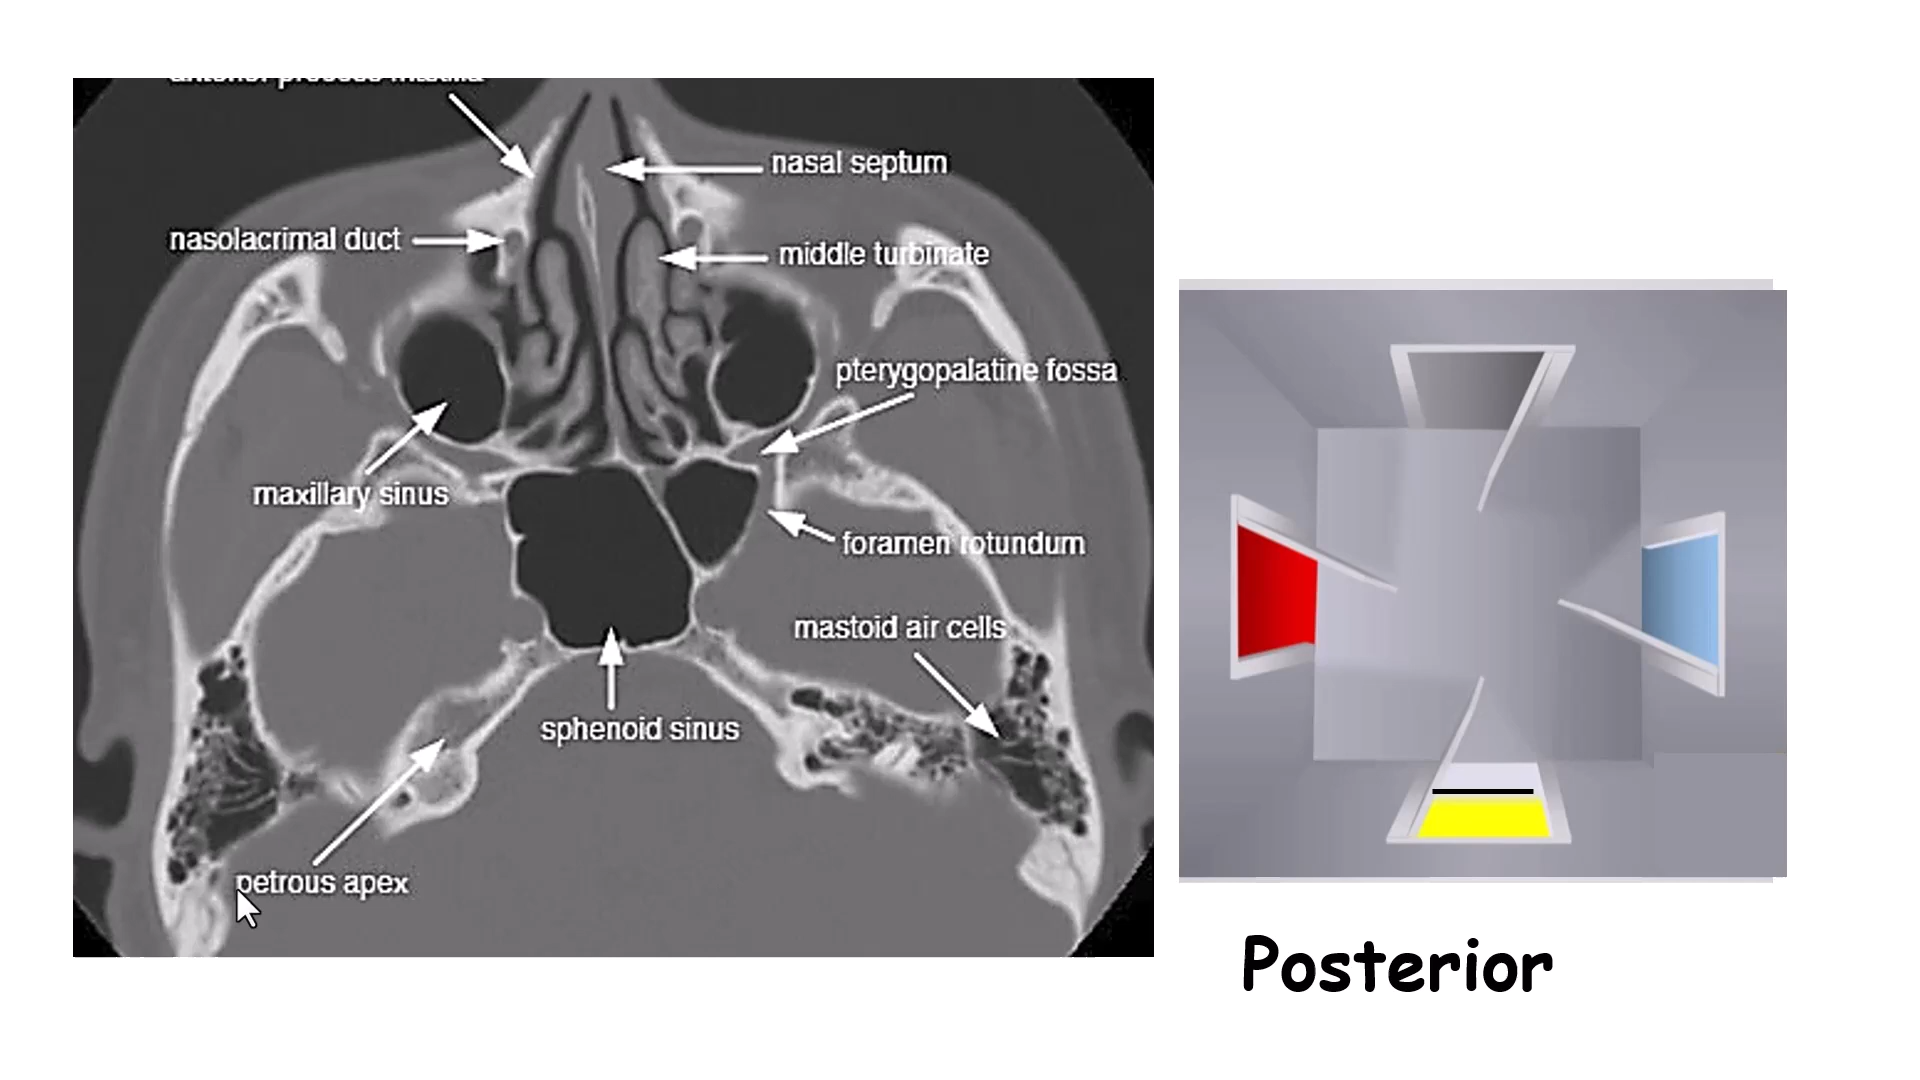 nasal septum
nasolacrimal duct
middle turbinate
pterygopalatine fossa
maxillary sinus
foramen rotundum
mastoid air cells
sphenoid sinus
petrous apex
Posterior